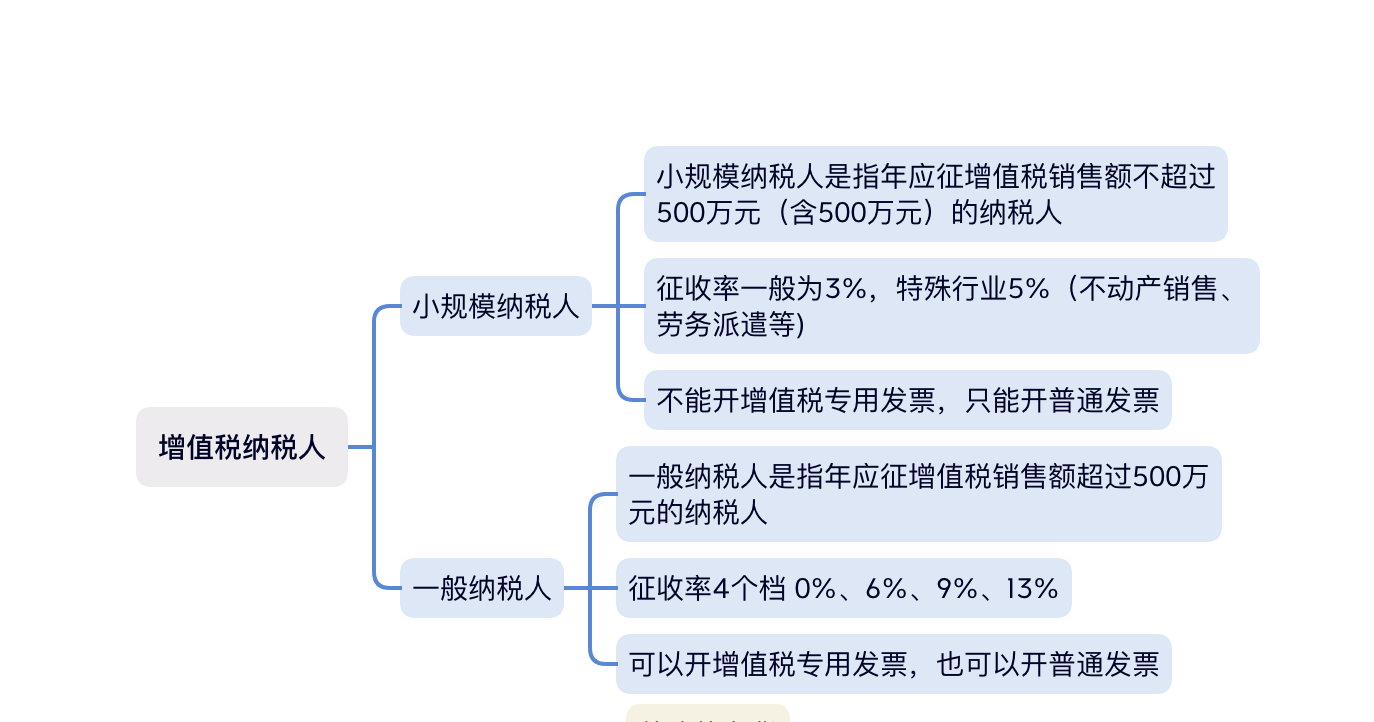 小规模纳税人是指年应征增值税销售额不超过
500万元（含500万元）的纳税人
征收率一般为3%，特殊行业5%（不动产销售、
劳务派遣等)
小规模纳税人
不能开增值税专用发票，只能开普通发票
增值税纳税人
一般纳税人是指年应征增值税销售额超过500万
元的纳税人
一般纳税人
征收率4个档 0%、6%、9%、13%
可以开增值税专用发票，也可以开普通发票